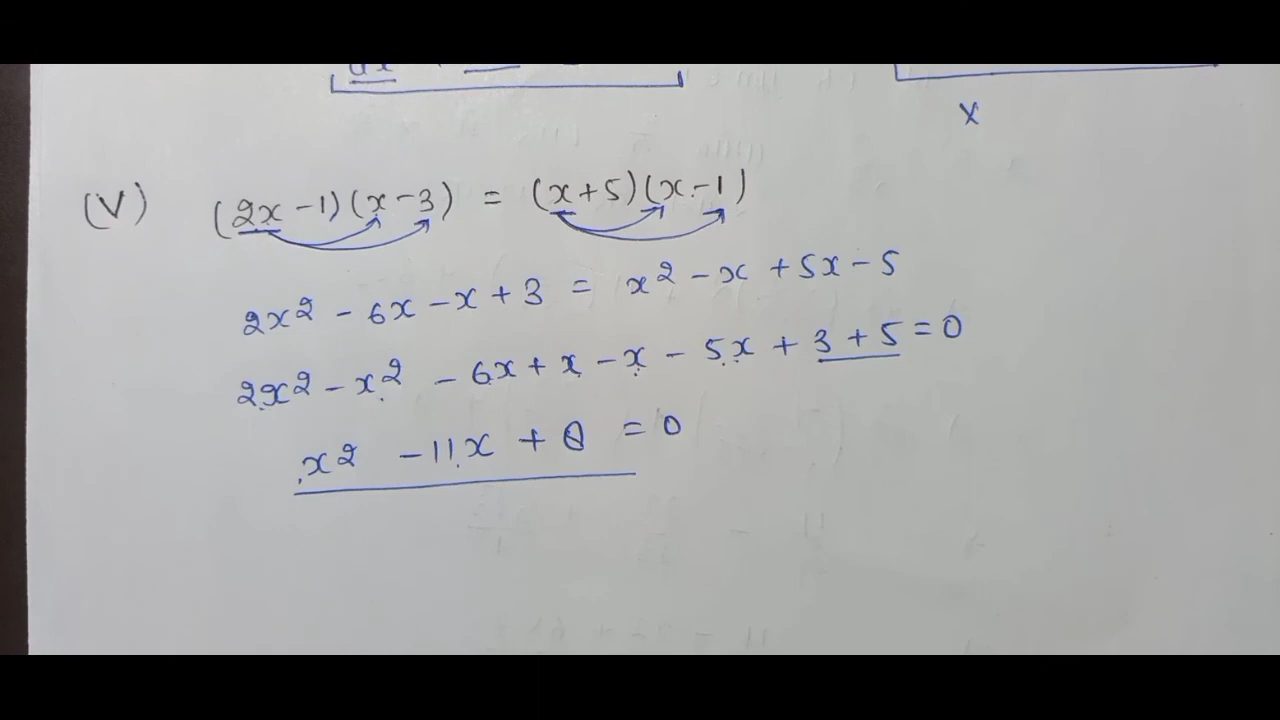 x
(V) (2x - 1)(x - 3) = (x + 5)(x - 1)
2x² - 6x - x + 3 = x² - x + 5x - 5
2x² - x² - 6x + x - x - 5x + 3 + 5 = 0
x² - 11x + 8 = 0